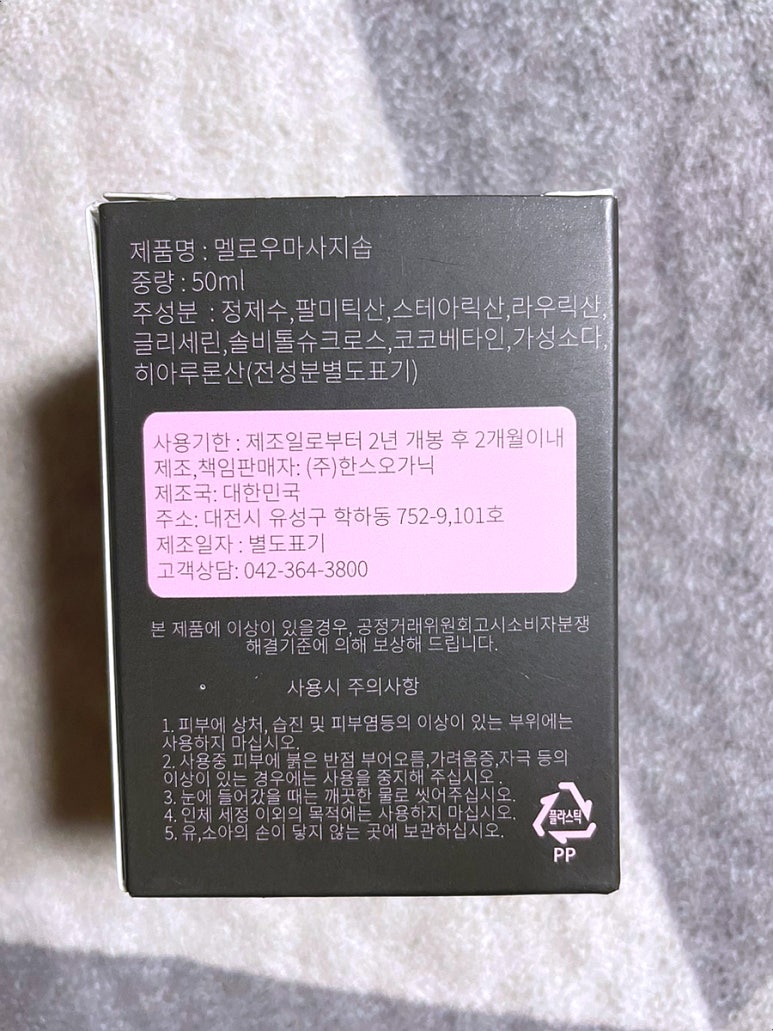 제품명 : 멜로우마사지솝
중량 : 50ml
주성분 : 정제수,팔미틱산,스테아릭산,라우릭산,
글리세린,솔비톨슈크로스,코코베타인,가성소다,
히아루론산(전성분별도표기)
사용기한 : 제조일로부터 2년 개봉 후 2개월이내
제조,책임판매자: (주)한스오가닉
제조국: 대한민국
주소: 대전시 유성구 학하동 752-9,101호
제조일자 : 별도표기
고객상담: 042-364-3800
본 제품에 이상이 있을경우, 공정거래위원회고시소비자분쟁
해결기준에 의해 보상해 드립니다.
사용시 주의사항
1. 피부에 상처, 습진 및 피부염등의 이상이 있는 부위에는
사용하지 마십시오.
2. 사용중 피부에 붉은 반점 부어오름,가려움증,자극 등의
이상이 있는 경우에는 사용을 중지해 주십시오 .
3. 눈에 들어갔을 때는 깨끗한 물로 씻어주십시오.
4. 인체 세정 이외의 목적에는 사용하지 마십시오.
5. 유,소아의 손이 닿지 않는 곳에 보관하십시오.
플라스틱
PP